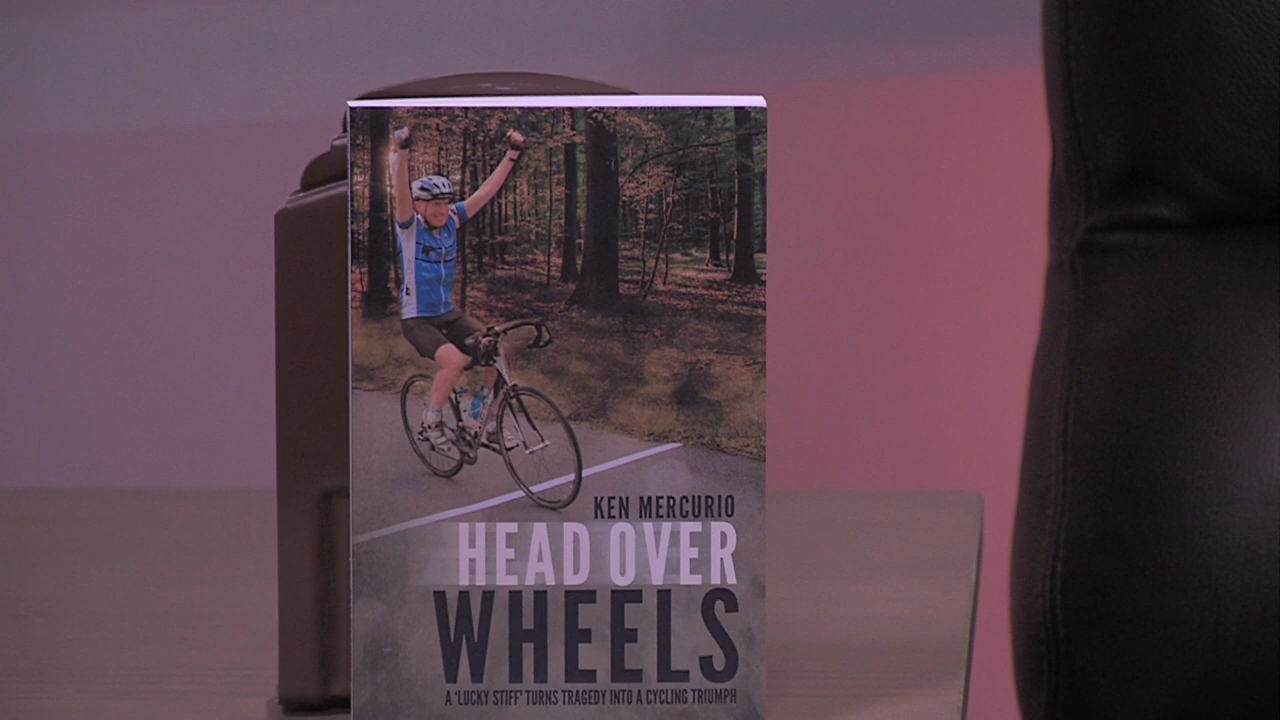 KEN MERCURIO
HEAD OVER
WHEELS
A 'LUCKY STIFF' TURNS TRAGEDY INTO A CYCLING TRIUMPH